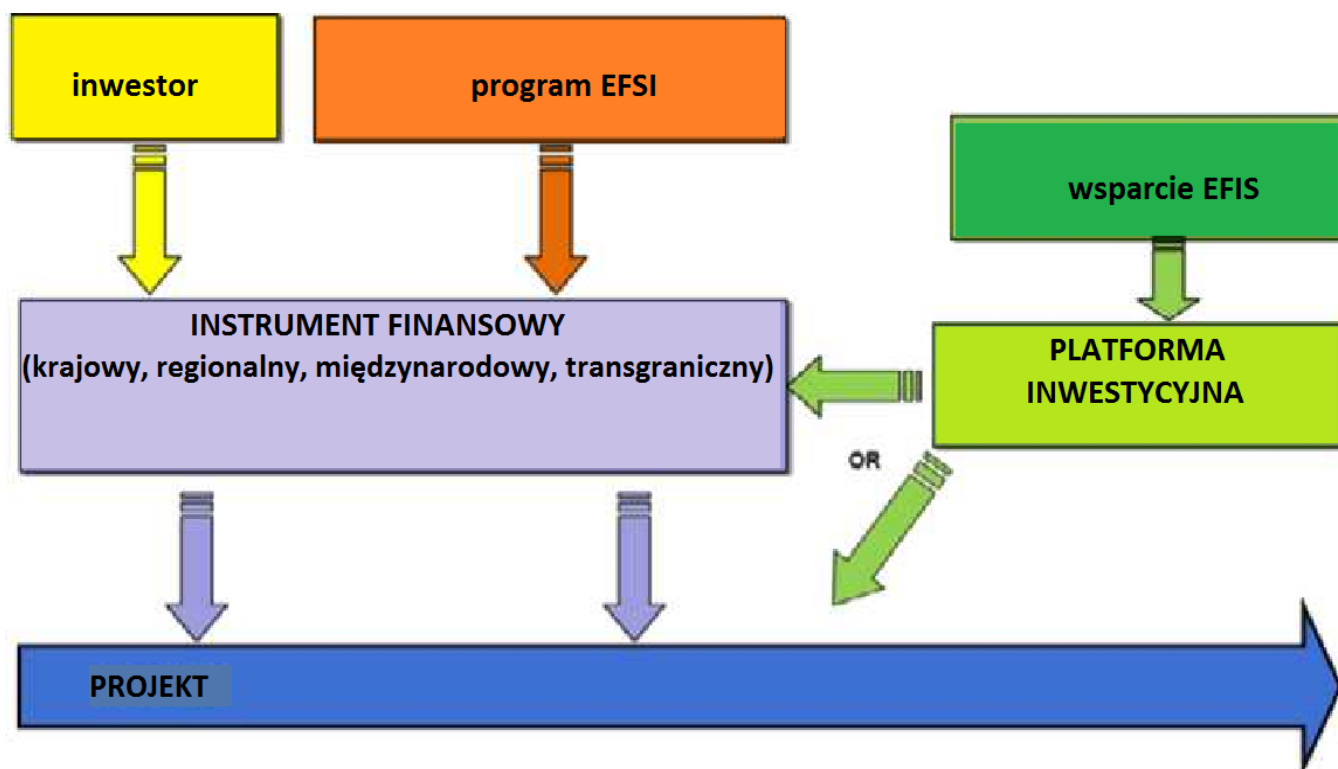 inwestor
program EFSI
wsparcie EFIS
INSTRUMENT FINANSOWY
(krajowy, regionalny, międzynarodowy, transgraniczny)
PLATFORMA
INWESTYCYJNA
OR
PROJEKT